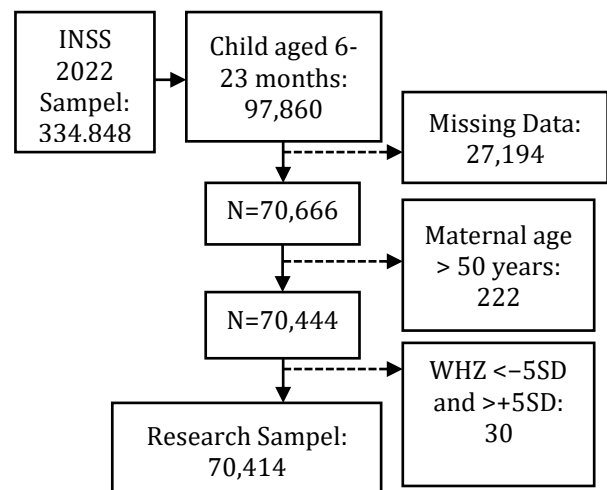 INSS
2022
Sampel:
334.848
Child aged 6-
23 months:
97,860
Missing Data:
27,194
N=70,666
Maternal age
> 50 years:
222
N=70,444
WHZ <−5SD
and >+5SD:
30
Research Sampel:
70,414